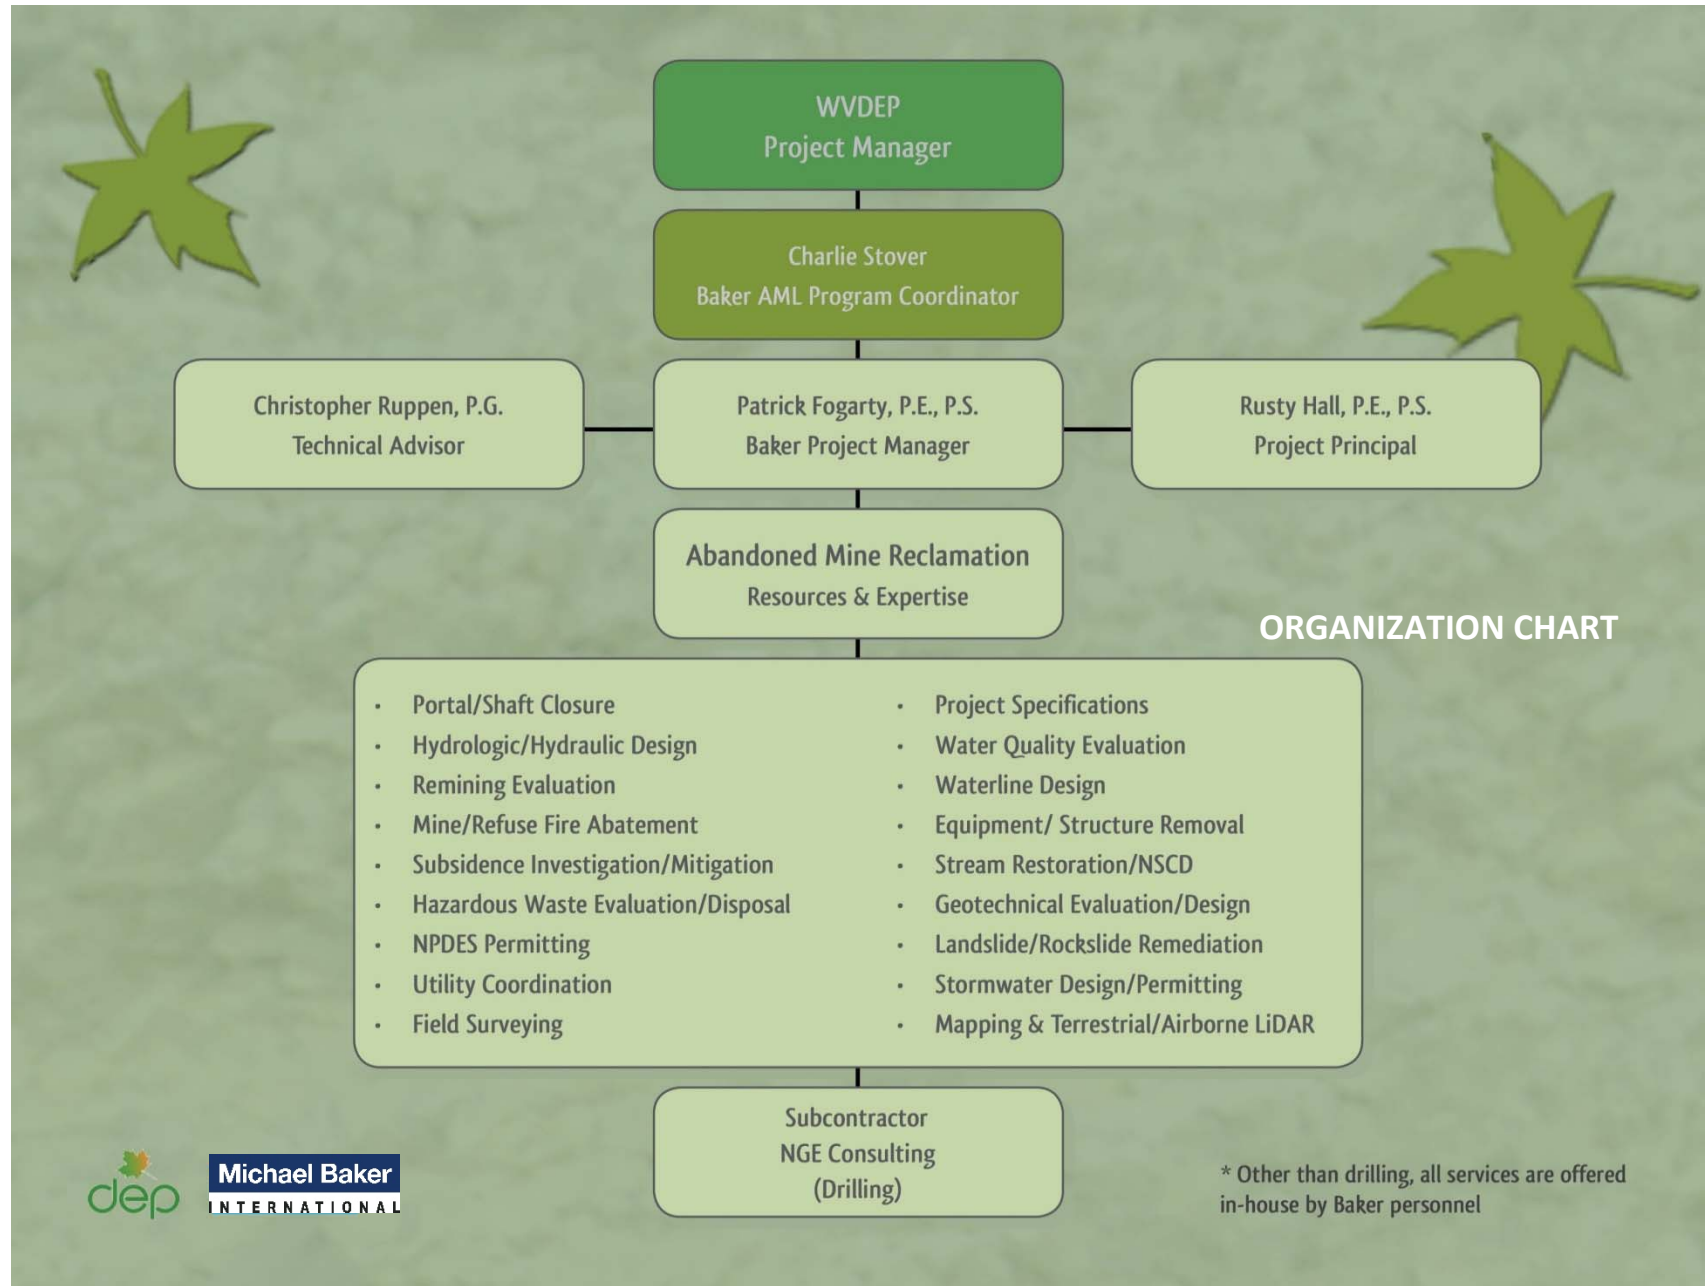 WVDEP
Project Manager
Charlie Stover
Baker AML Program Coordinator
Christopher Ruppen, P.G.
Technical Advisor
Patrick Fogarty, P.E., P.S.
Baker Project Manager
Rusty Hall, P.E., P.S.
Project Principal
Abandoned Mine Reclamation
Resources & Expertise
ORGANIZATION CHART
· Portal/Shaft Closure
· Hydrologic/Hydraulic Design
· Remining Evaluation
· Mine/Refuse Fire Abatement
· Subsidence Investigation/Mitigation
· Hazardous Waste Evaluation/Disposal
· NPDES Permitting
· Utility Coordination
· Field Surveying
· Project Specifications
· Water Quality Evaluation
· Waterline Design
· Equipment/ Structure Removal
· Stream Restoration/NSCD
· Geotechnical Evaluation/Design
· Landslide/Rockslide Remediation
· Stormwater Design/Permitting
· Mapping & Terrestrial/Airborne LiDAR
Subcontractor
NGE Consulting
(Drilling)
dep
Michael Baker
INTERNATIONAL
* Other than drilling, all services are offered
in-house by Baker personnel